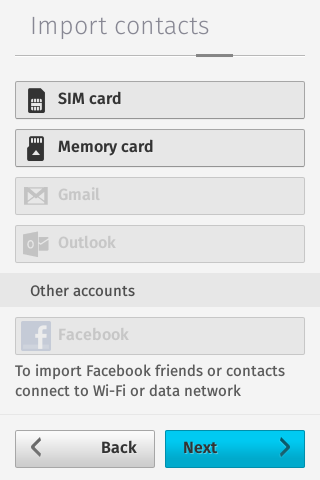 Import contacts
SIM card
Memory card
Gmail
Outlook
Other accounts
Facebook
To import Facebook friends or contacts
connect to Wi-Fi or data network
Back
Next